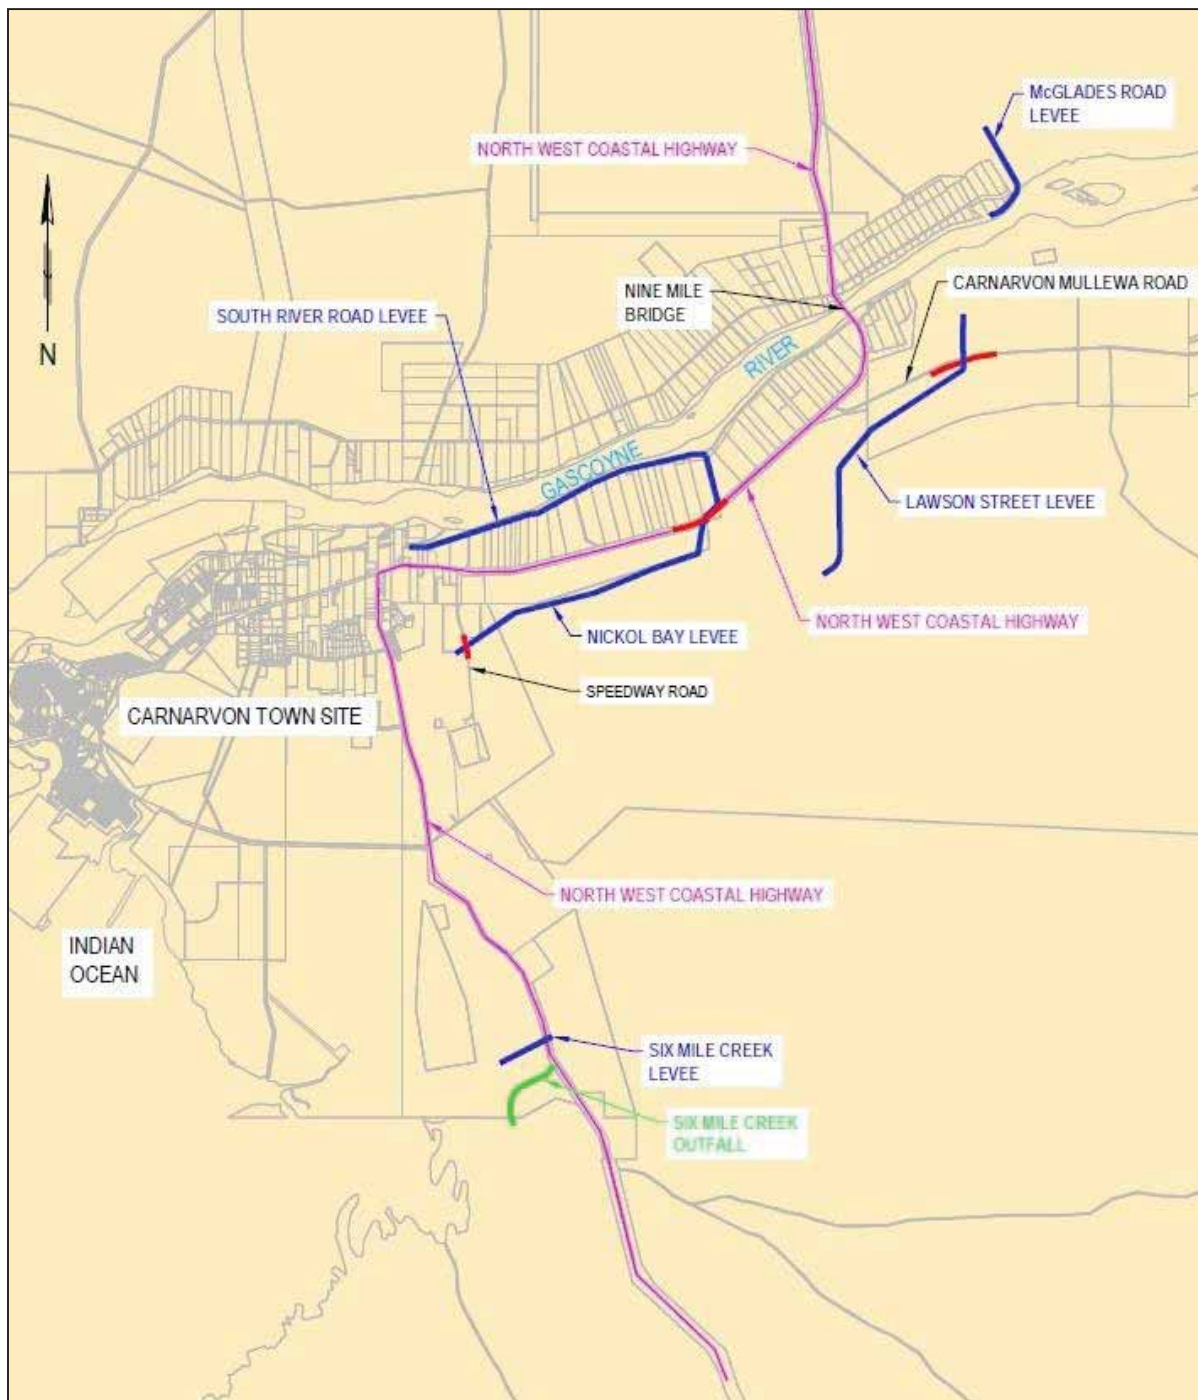 McGLADES ROAD
LEVEE
NORTH WEST COASTAL HIGHWAY
CARNARVON MULLEWA ROAD
NINE MILE
BRIDGE
SOUTH RIVER ROAD LEVEE
RIVER
N
GASCOYNE
LAWSON STREET LEVEE
NORTH WEST COASTAL HIGHWAY
NICKOL BAY LEVEE
SPEEDWAY ROAD
CARNARVON TOWN SITE
NORTH WEST COASTAL HIGHWAY
INDIAN
OCEAN
SIX MILE CREEK
LEVEE
SIX MILE CREEK
OUTFALL